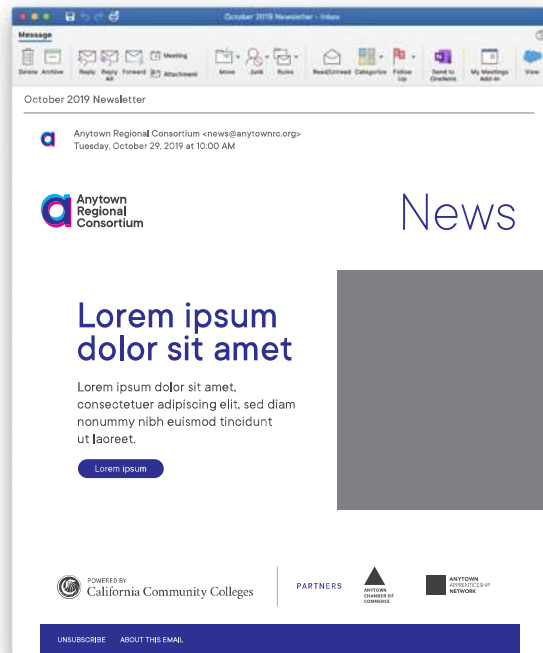 October 2019 Newsletter - Inbox
Message
Meeting
Attachment
Delete Archive Reply Reply All Forward Move Junk Rules Read/Unread Categorize Follow Up Send to OneNote My Meetings Add-in View
October 2019 Newsletter
Anytown Regional Consortium <news@anytownrc.org>
Tuesday, October 29, 2019 at 10:00 AM
Anytown
Regional
Consortium
News
Lorem ipsum
dolor sit amet
Lorem ipsum dolor sit amet,
consectetuer adipiscing elit, sed diam
nonummy nibh euismod tincidunt
ut laoreet.
Lorem ipsum
POWERED BY
California Community Colleges
PARTNERS
ANYTOWN
CHAMBER OF
COMMERCE
ANYTOWN
APPRENTICESHIP
NETWORK
UNSUBSCRIBE ABOUT THIS EMAIL